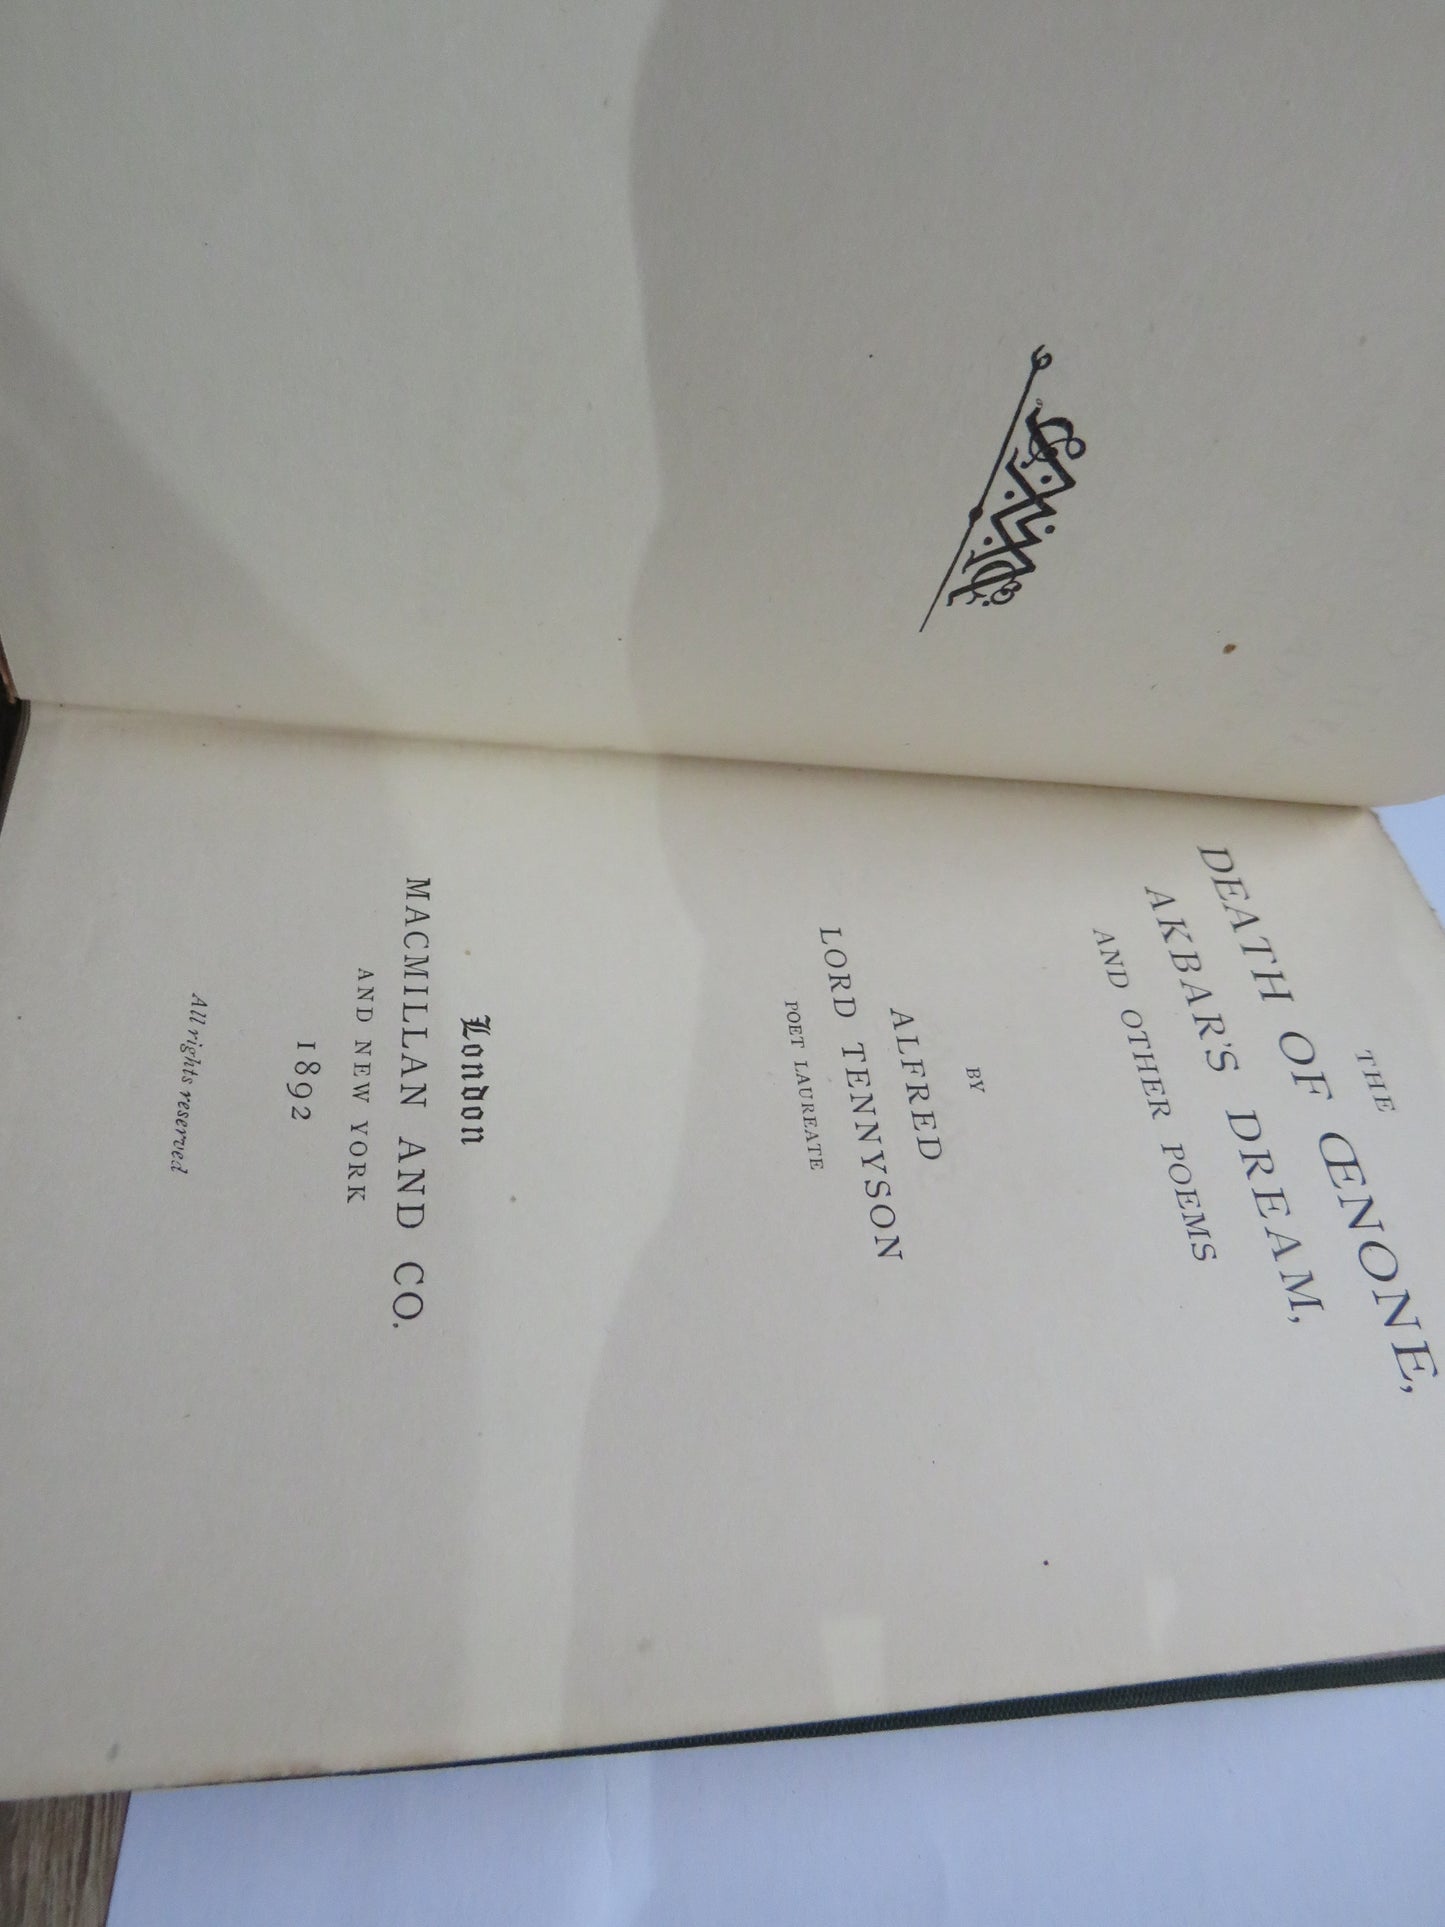 THE
DEATH OF ŒNONE,
AKBAR'S DREAM,
AND OTHER POEMS
BY
ALFRED
LORD TENNYSON
POET LAUREATE
London
MACMILLAN AND CO.
AND NEW YORK
1892
All rights reserved